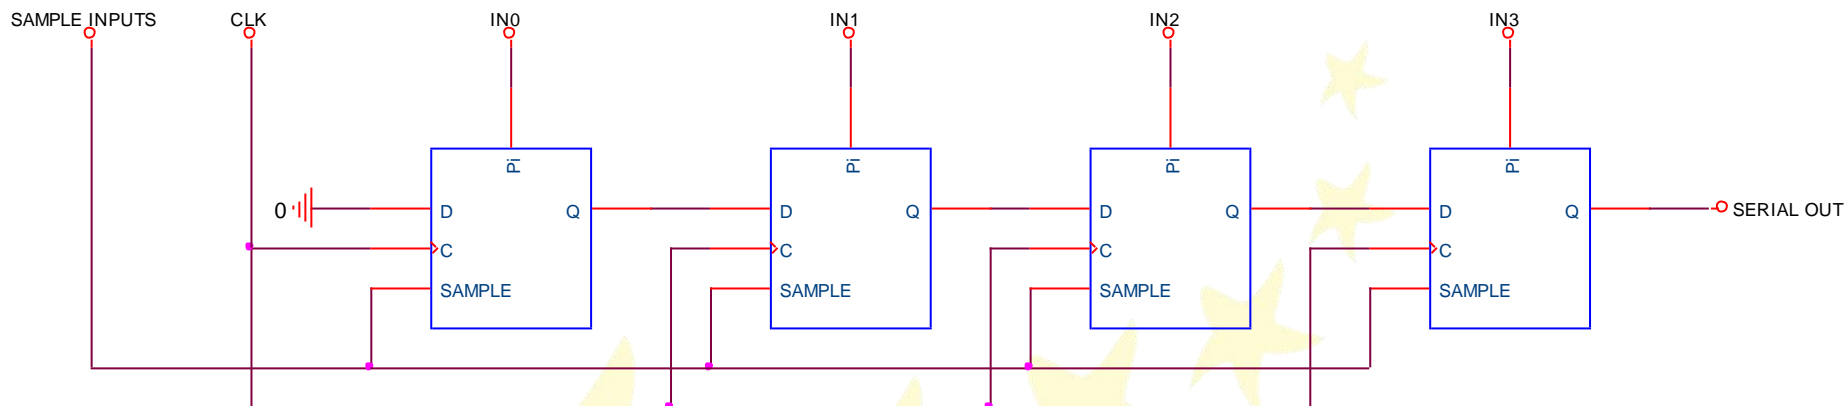 SAMPLE INPUTS CLK IN0 IN1 IN2 IN3
Pi Pi Pi Pi
0 D Q D Q D Q D Q SERIAL OUT
C C C C
SAMPLE SAMPLE SAMPLE SAMPLE